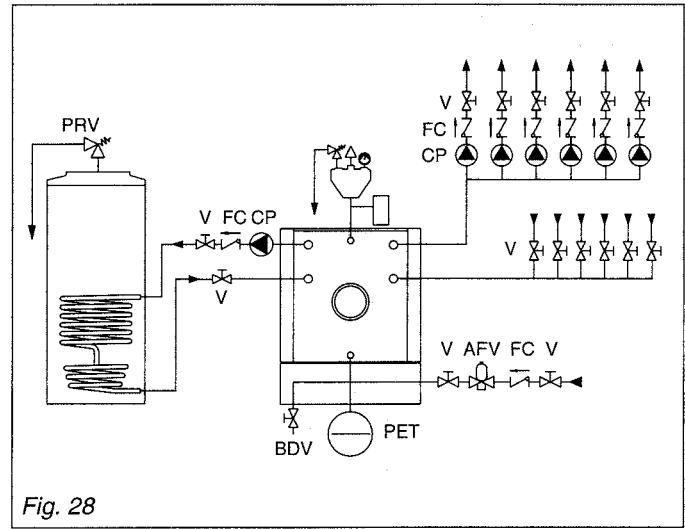 V
FC
CP
PRV
V FC CP
V
V
V AFV FC V
BDV
PET
Fig. 28